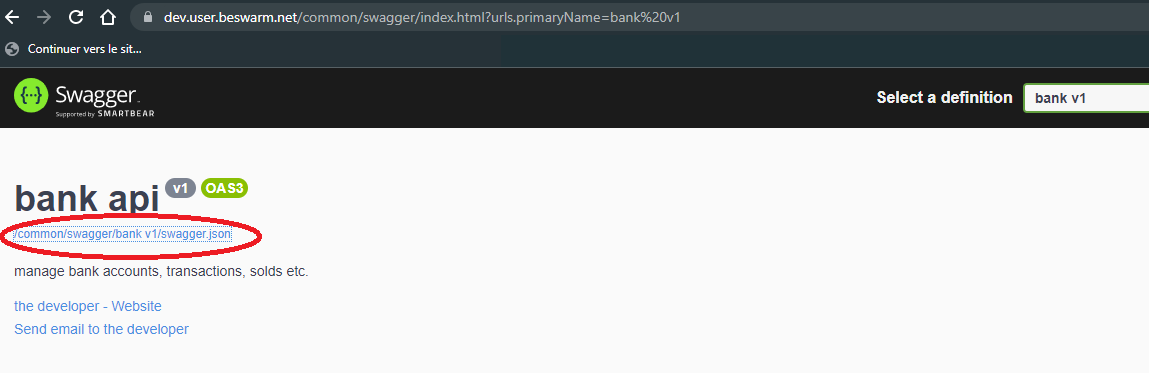 dev.user.beswarm.net/common/swagger/index.html?urls.primaryName=bank%20v1
Continuer vers le sit...
{...} Swagger.
Supported by SMARTBEAR
Select a definition
bank v1
bank api v1 OAS3
/common/swagger/bank v1/swagger.json
manage bank accounts, transactions, solds etc.
the developer - Website
Send email to the developer